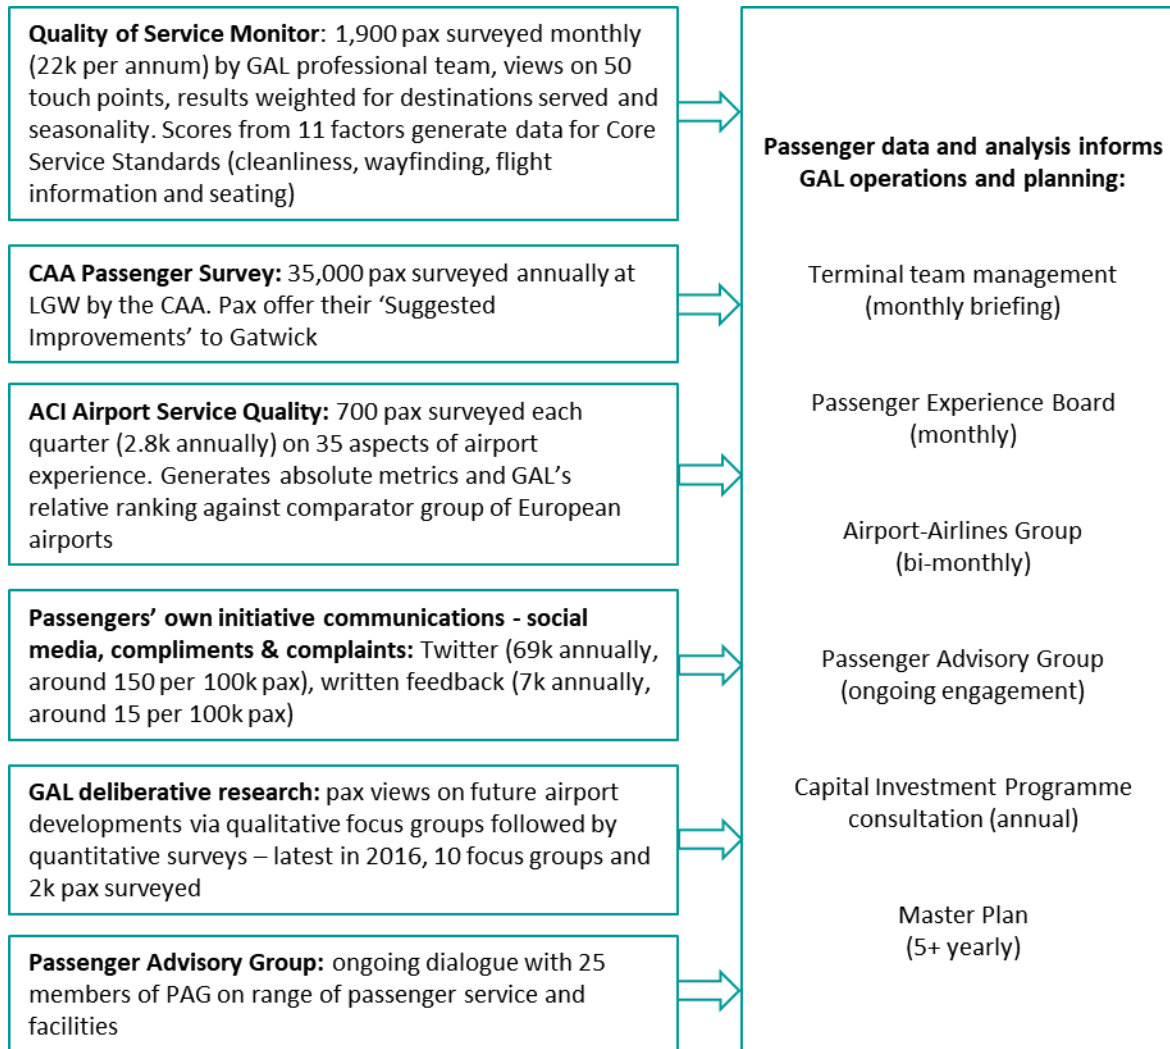 Quality of Service Monitor: 1,900 pax surveyed monthly
(22k per annum) by GAL professional team, views on 50
touch points, results weighted for destinations served and
seasonality. Scores from 11 factors generate data for Core
Service Standards (cleanliness, wayfinding, flight
information and seating)
CAA Passenger Survey: 35,000 pax surveyed annually at
LGW by the CAA. Pax offer their ‘Suggested
Improvements’ to Gatwick
ACI Airport Service Quality: 700 pax surveyed each
quarter (2.8k annually) on 35 aspects of airport
experience. Generates absolute metrics and GAL’s
relative ranking against comparator group of European
airports
Passengers’ own initiative communications - social
media, compliments & complaints: Twitter (69k annually,
around 150 per 100k pax), written feedback (7k annually,
around 15 per 100k pax)
GAL deliberative research: pax views on future airport
developments via qualitative focus groups followed by
quantitative surveys – latest in 2016, 10 focus groups and
2k pax surveyed
Passenger Advisory Group: ongoing dialogue with 25
members of PAG on range of passenger service and
facilities
Passenger data and analysis informs
GAL operations and planning:
Terminal team management
(monthly briefing)
Passenger Experience Board
(monthly)
Airport-Airlines Group
(bi-monthly)
Passenger Advisory Group
(ongoing engagement)
Capital Investment Programme
consultation (annual)
Master Plan
(5+ yearly)